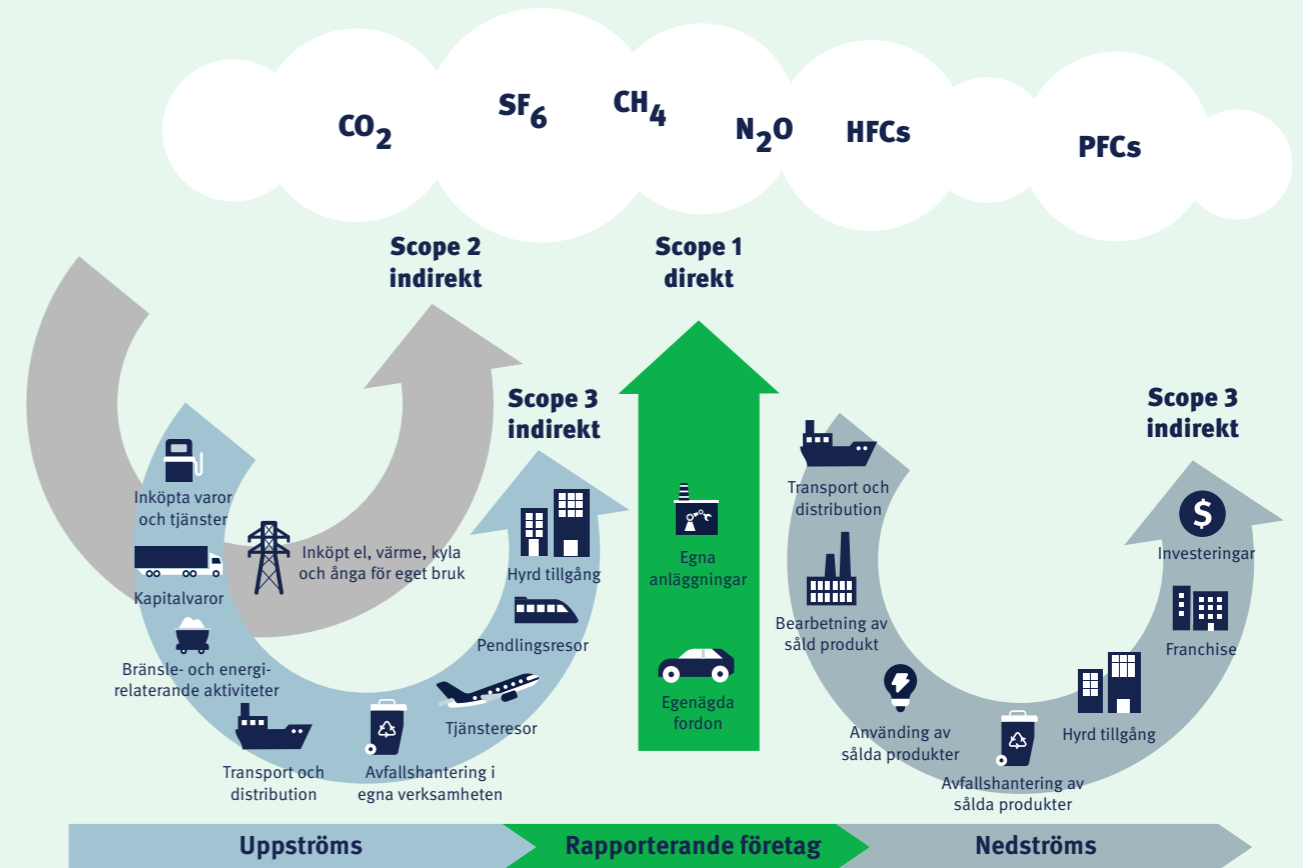 CO2
SF6
CH4
N2O
HFCs
PFCs
Scope 2
indirekt
Scope 1
direkt
Scope 3
indirekt
Scope 3
indirekt
Inköpta varor
och tjänster
Kapitalvaror
Bränsle- och energi-
relaterande aktiviteter
Transport och
distribution
Avfallshantering i
egna verksamheten
Tjänsteresor
Pendlingsresor
Hyrd tillgång
Inköpt el, värme, kyla
och ånga för eget bruk
Egna
anläggningar
Egenägda
fordon
Transport och
distribution
Bearbetning av
såld produkt
Använding av
sålda produkter
Avfallshantering av
sålda produkter
Hyrd tillgång
Franchise
$
Investeringar
Uppströms
Rapporterande företag
Nedströms